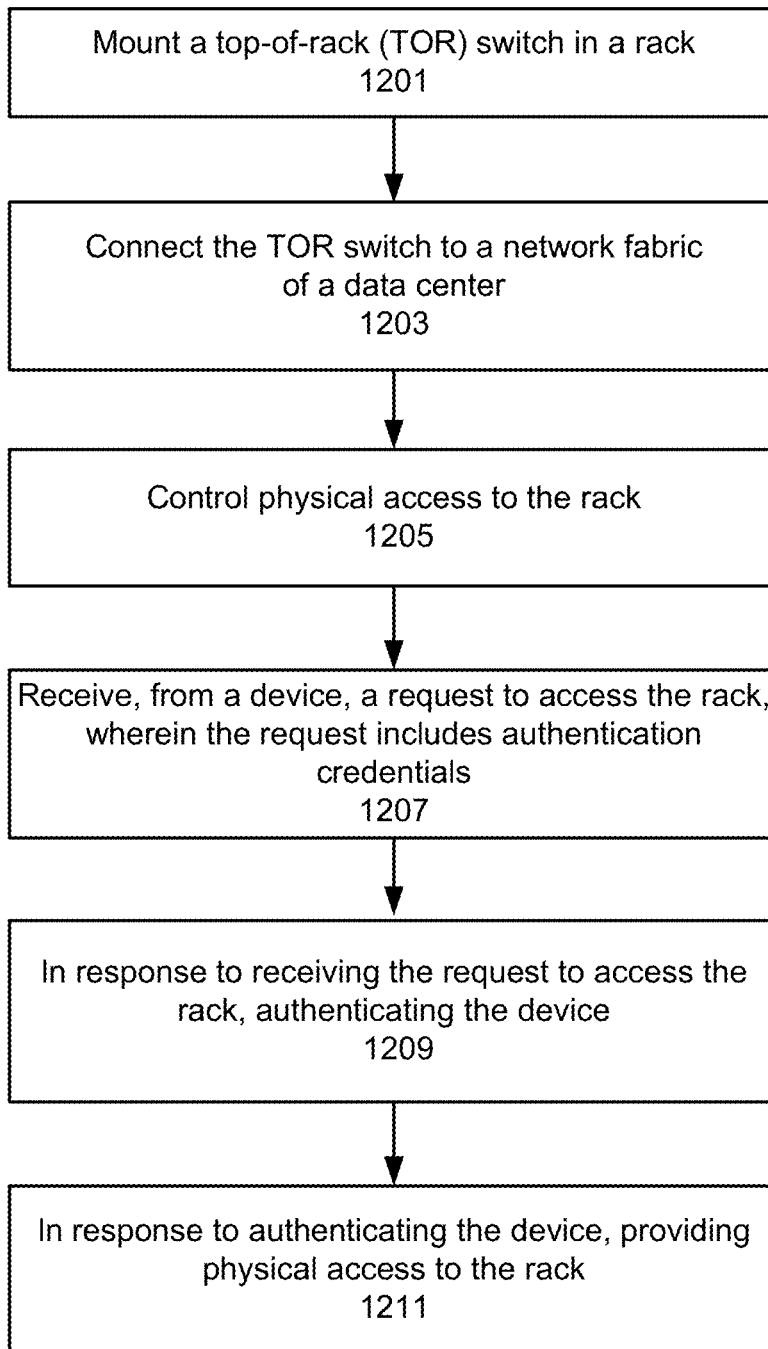 Mount a top-of-rack (TOR) switch in a rack
1201
Connect the TOR switch to a network fabric
of a data center
1203
Control physical access to the rack
1205
Receive, from a device, a request to access the rack,
wherein the request includes authentication
credentials
1207
In response to receiving the request to access the
rack, authenticating the device
1209
In response to authenticating the device, providing
physical access to the rack
1211